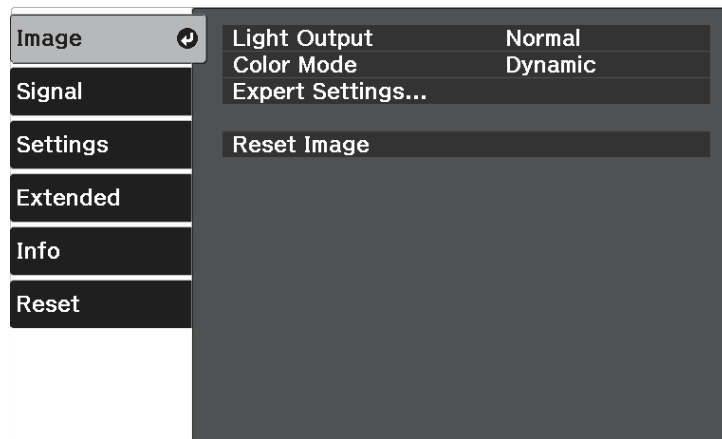 Image
Signal
Settings
Extended
Info
Reset
Light Output Normal
Color Mode Dynamic
Expert Settings...
Reset Image